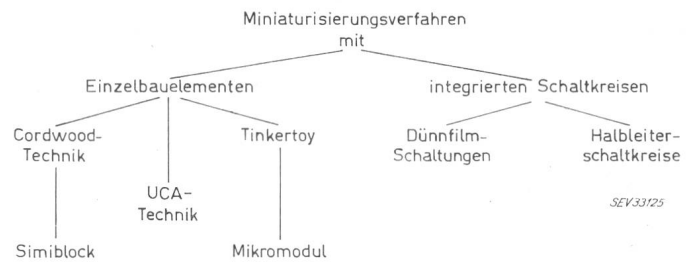 Miniaturisierungsverfahren
mit
Einzelbauelementen
integrierten Schaltkreisen
Cordwood-
Technik
Tinkertoy
Dünnfilm-
Schaltungen
Halbleiter-
schaltkreise
UCA-
Technik
SEV33125
Simiblock
Mikromodul